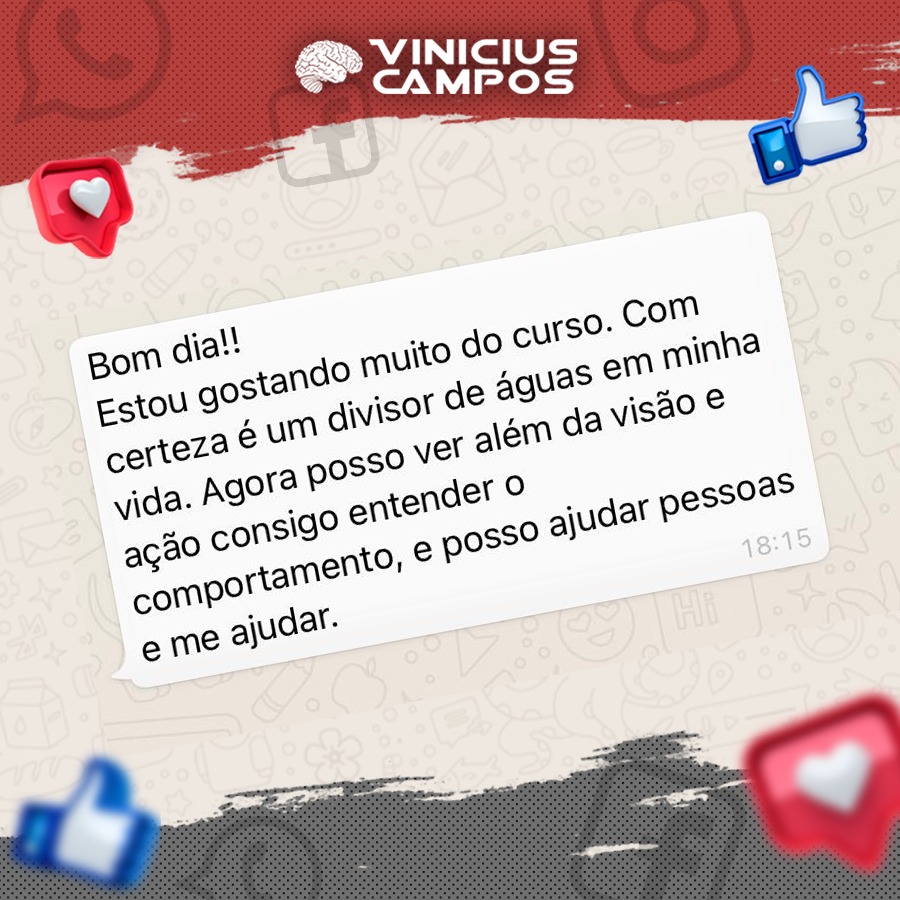 VINICIUS
CAMPOS
Bom dia!!
Estou gostando muito do curso. Com
certeza é um divisor de águas em minha
vida. Agora posso ver além da visão e
ação consigo entender o
comportamento, e posso ajudar pessoas
e me ajudar.
18:15
Hi